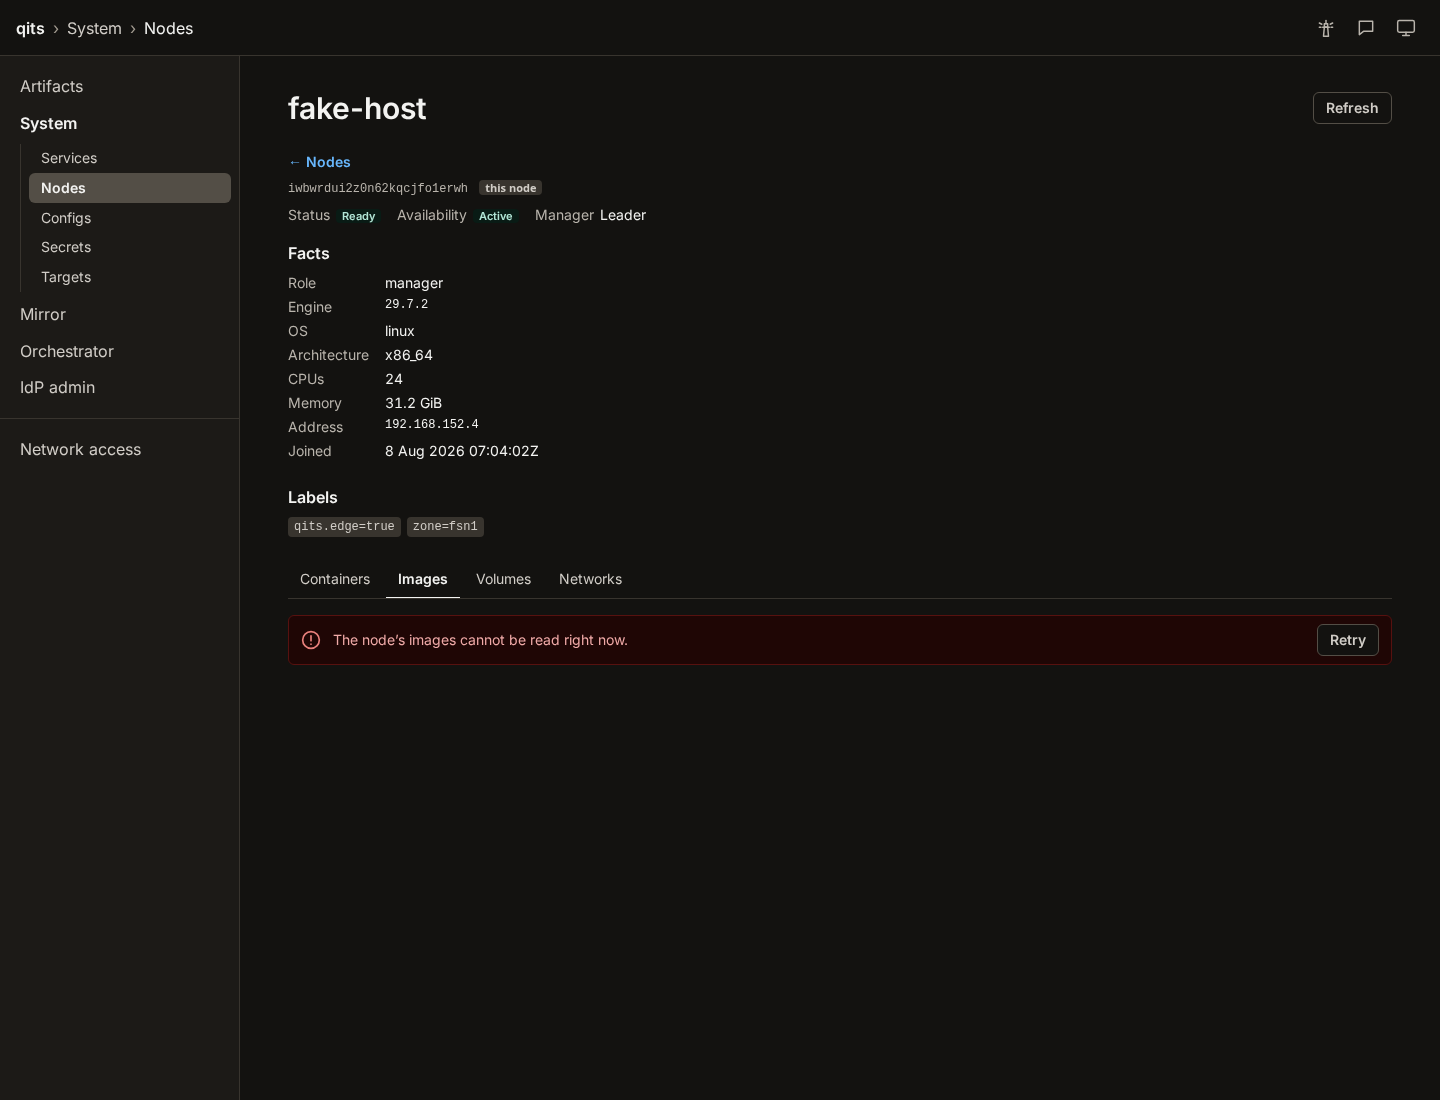 qits › System › Nodes
Artifacts
System
Services
Nodes
Configs
Secrets
Targets
Mirror
Orchestrator
IdP admin
Network access
fake-host
Refresh
← Nodes
iwbwrdui2z0n62kqcjfo1erwh this node
Status Ready Availability Active Manager Leader
Facts
Role manager
Engine 29.7.2
OS linux
Architecture x86_64
CPUs 24
Memory 31.2 GiB
Address 192.168.152.4
Joined 8 Aug 2026 07:04:02Z
Labels
qits.edge=true zone=fsn1
Containers Images Volumes Networks
The node’s images cannot be read right now.
Retry